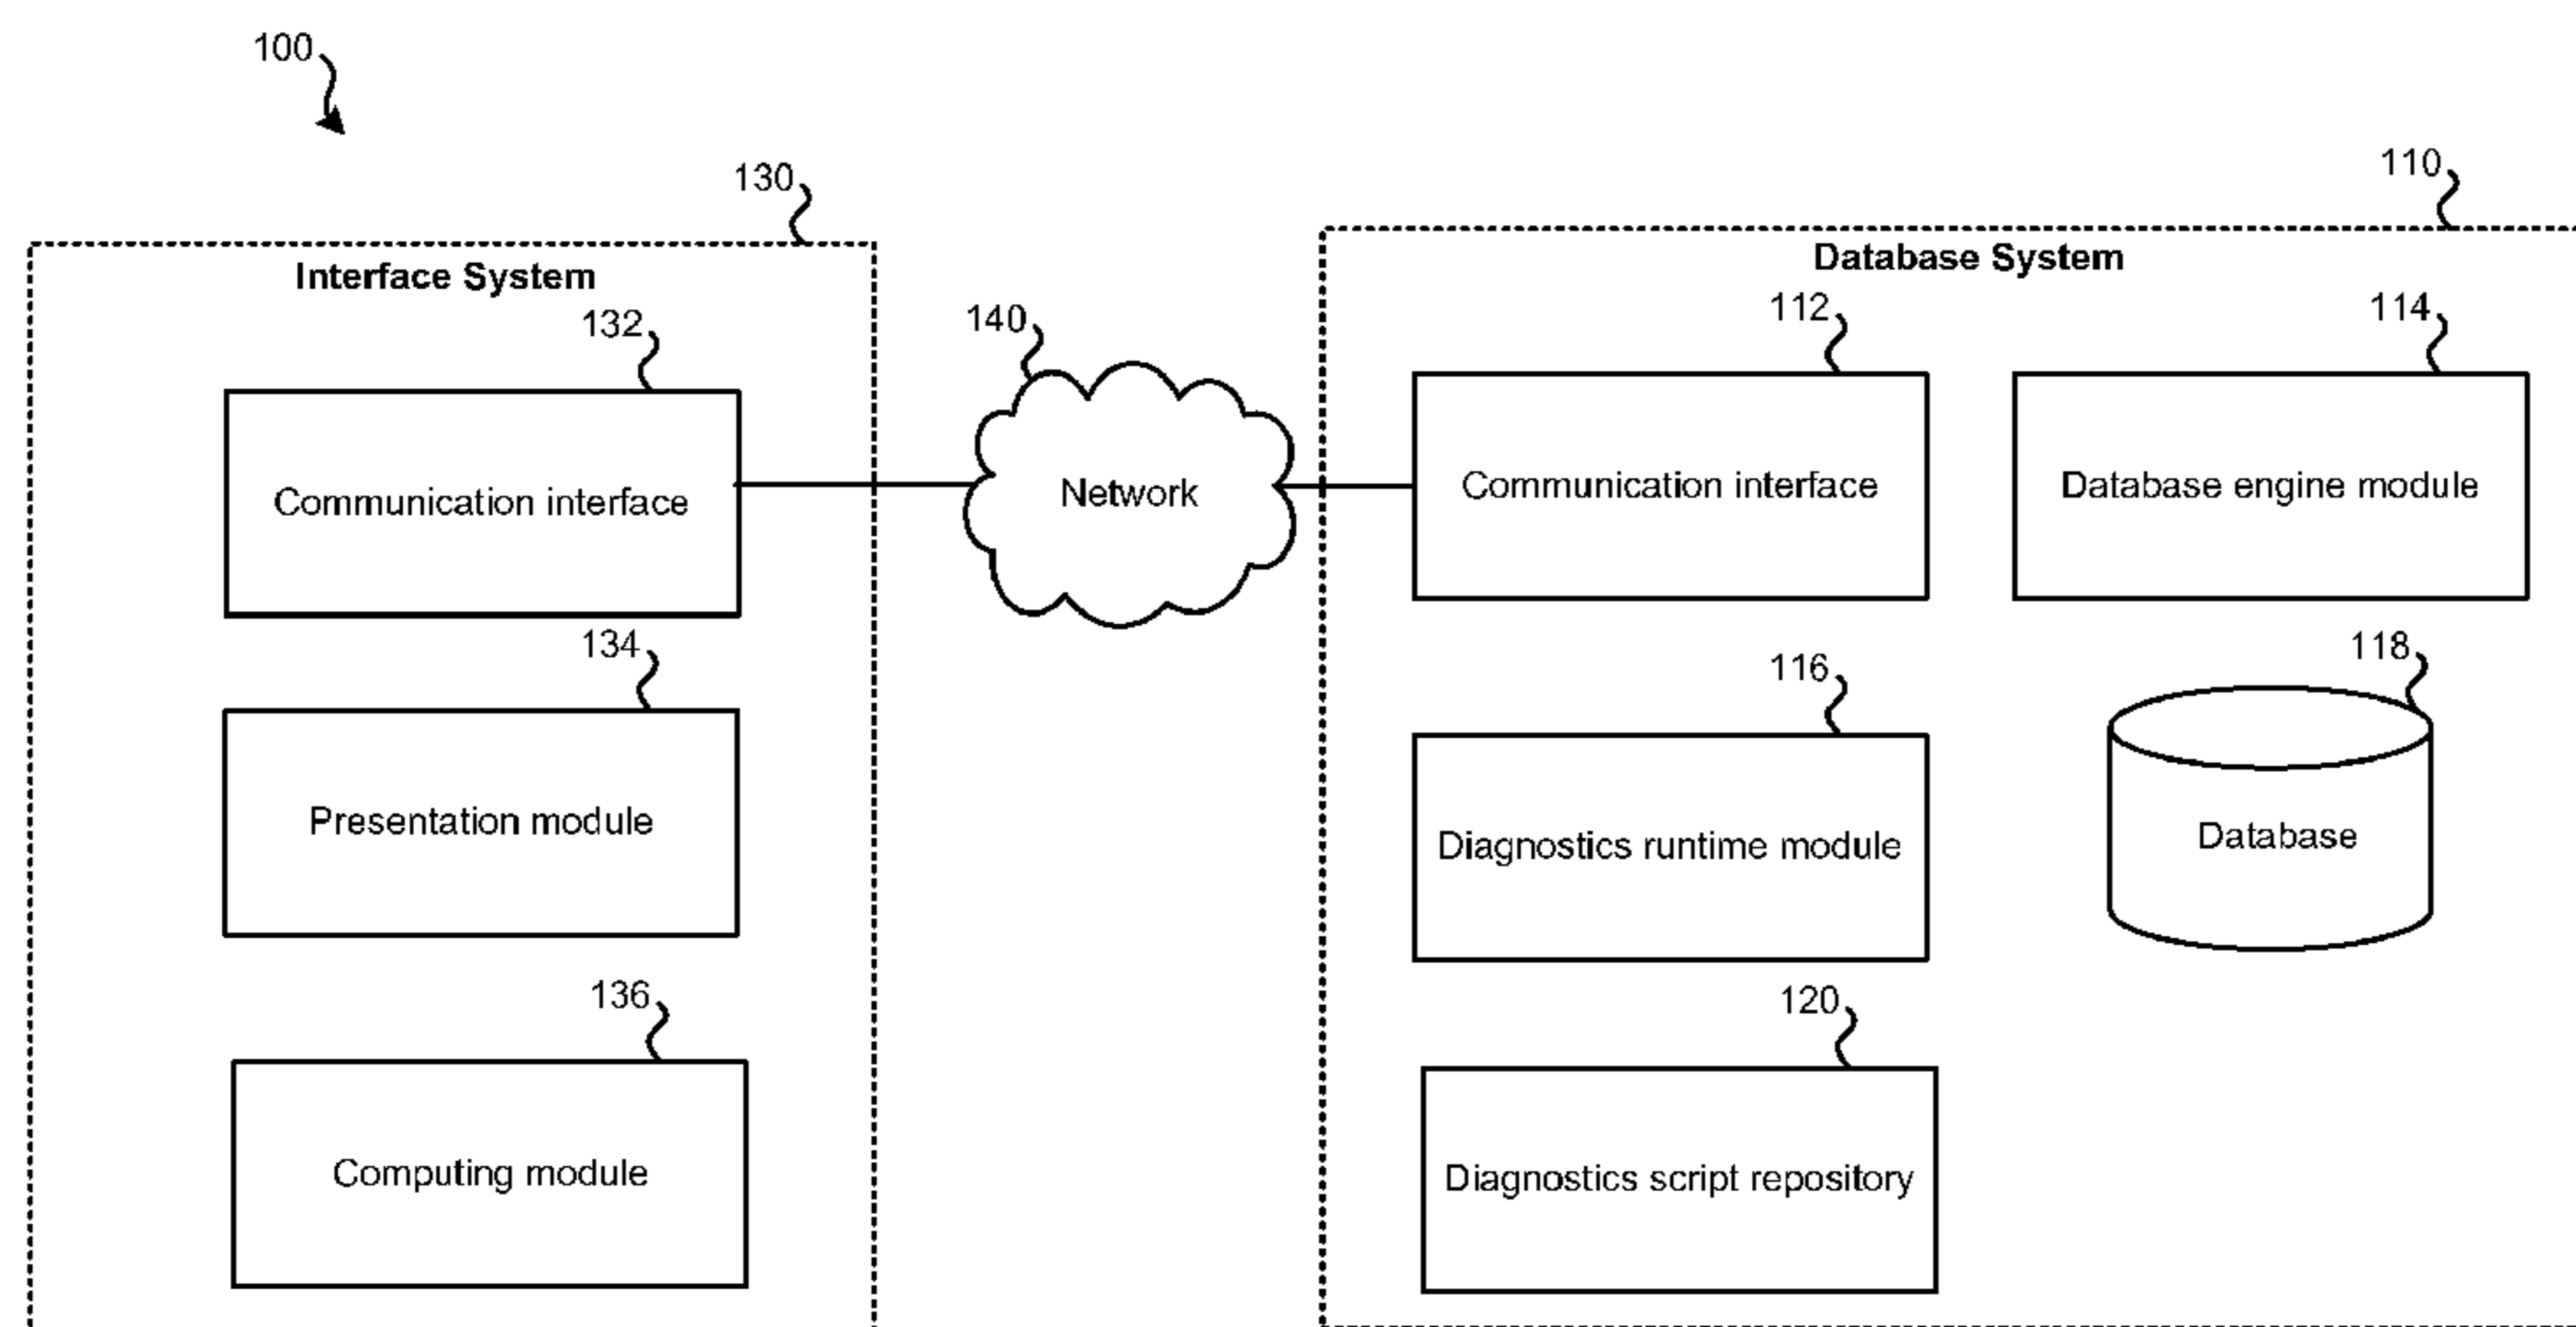 100
130
110
Interface System
Database System
132
140
112
114
Communication interface
Network
Communication interface
Database engine module
134
116
118
Presentation module
Diagnostics runtime module
Database
136
120
Computing module
Diagnostics script repository